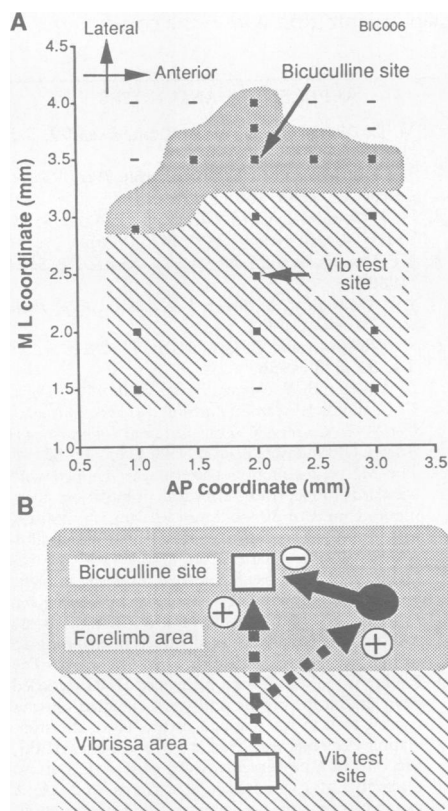 A
BIC006
Lateral
Anterior
Bicuculline site
4.5
4.0
3.5
3.0
2.5
2.0
1.5
1.0
M L coordinate (mm)
Vib test
site
0.5 1.0 1.5 2.0 2.5 3.0 3.5
AP coordinate (mm)
B
Bicuculline site
−
+
Forelimb area
+
Vibrissa area
Vib test
site